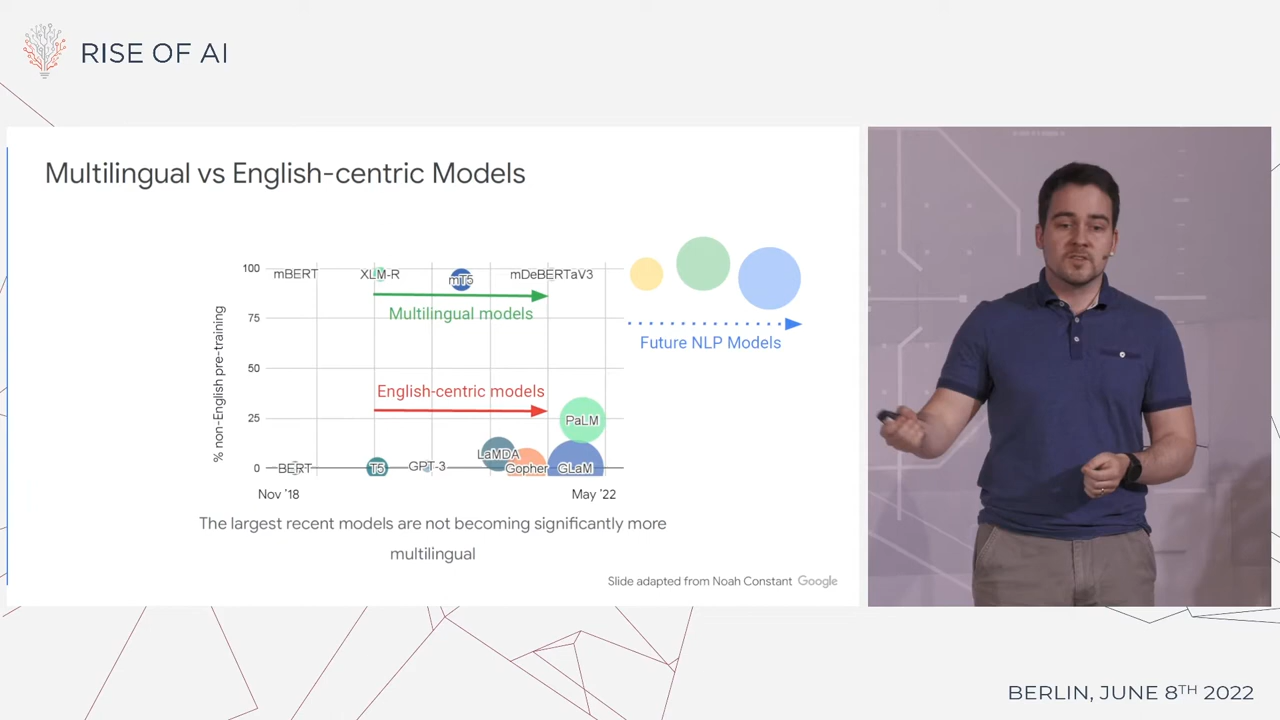 RISE OF AI
Multilingual vs English-centric Models
% non-English pre-training
100
75
50
25
0
mBERT
XLM-R
mT5
mDeBERTaV3
Multilingual models
Future NLP Models
English-centric models
PaLM
LaMDA
BERT
T5
GPT-3
Gopher
GLaM
Nov '18
May '22
The largest recent models are not becoming significantly more
multilingual
Slide adapted from Noah Constant Google
BERLIN, JUNE 8TH 2022